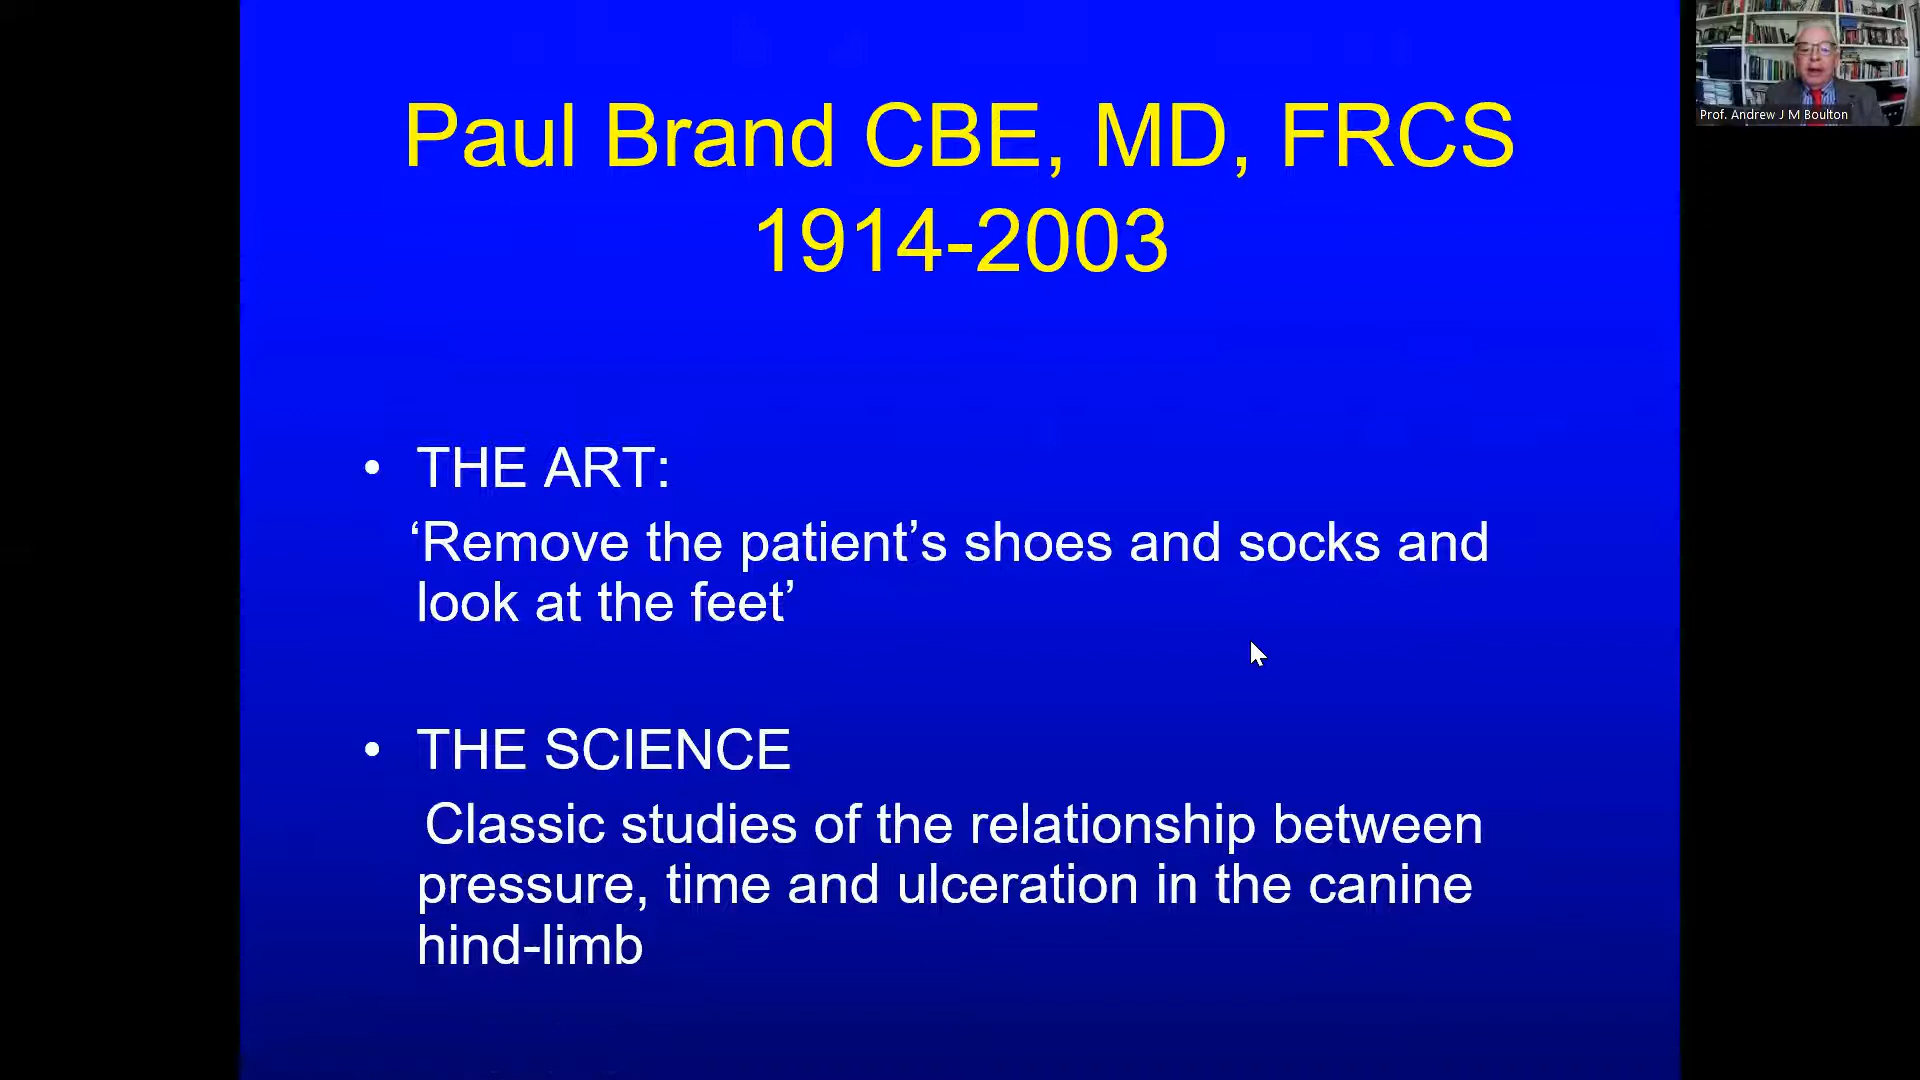 Paul Brand CBE, MD, FRCS
1914-2003
Prof. Andrew J M Boulton
• THE ART:
‘Remove the patient’s shoes and socks and
look at the feet’
• THE SCIENCE
Classic studies of the relationship between
pressure, time and ulceration in the canine
hind-limb